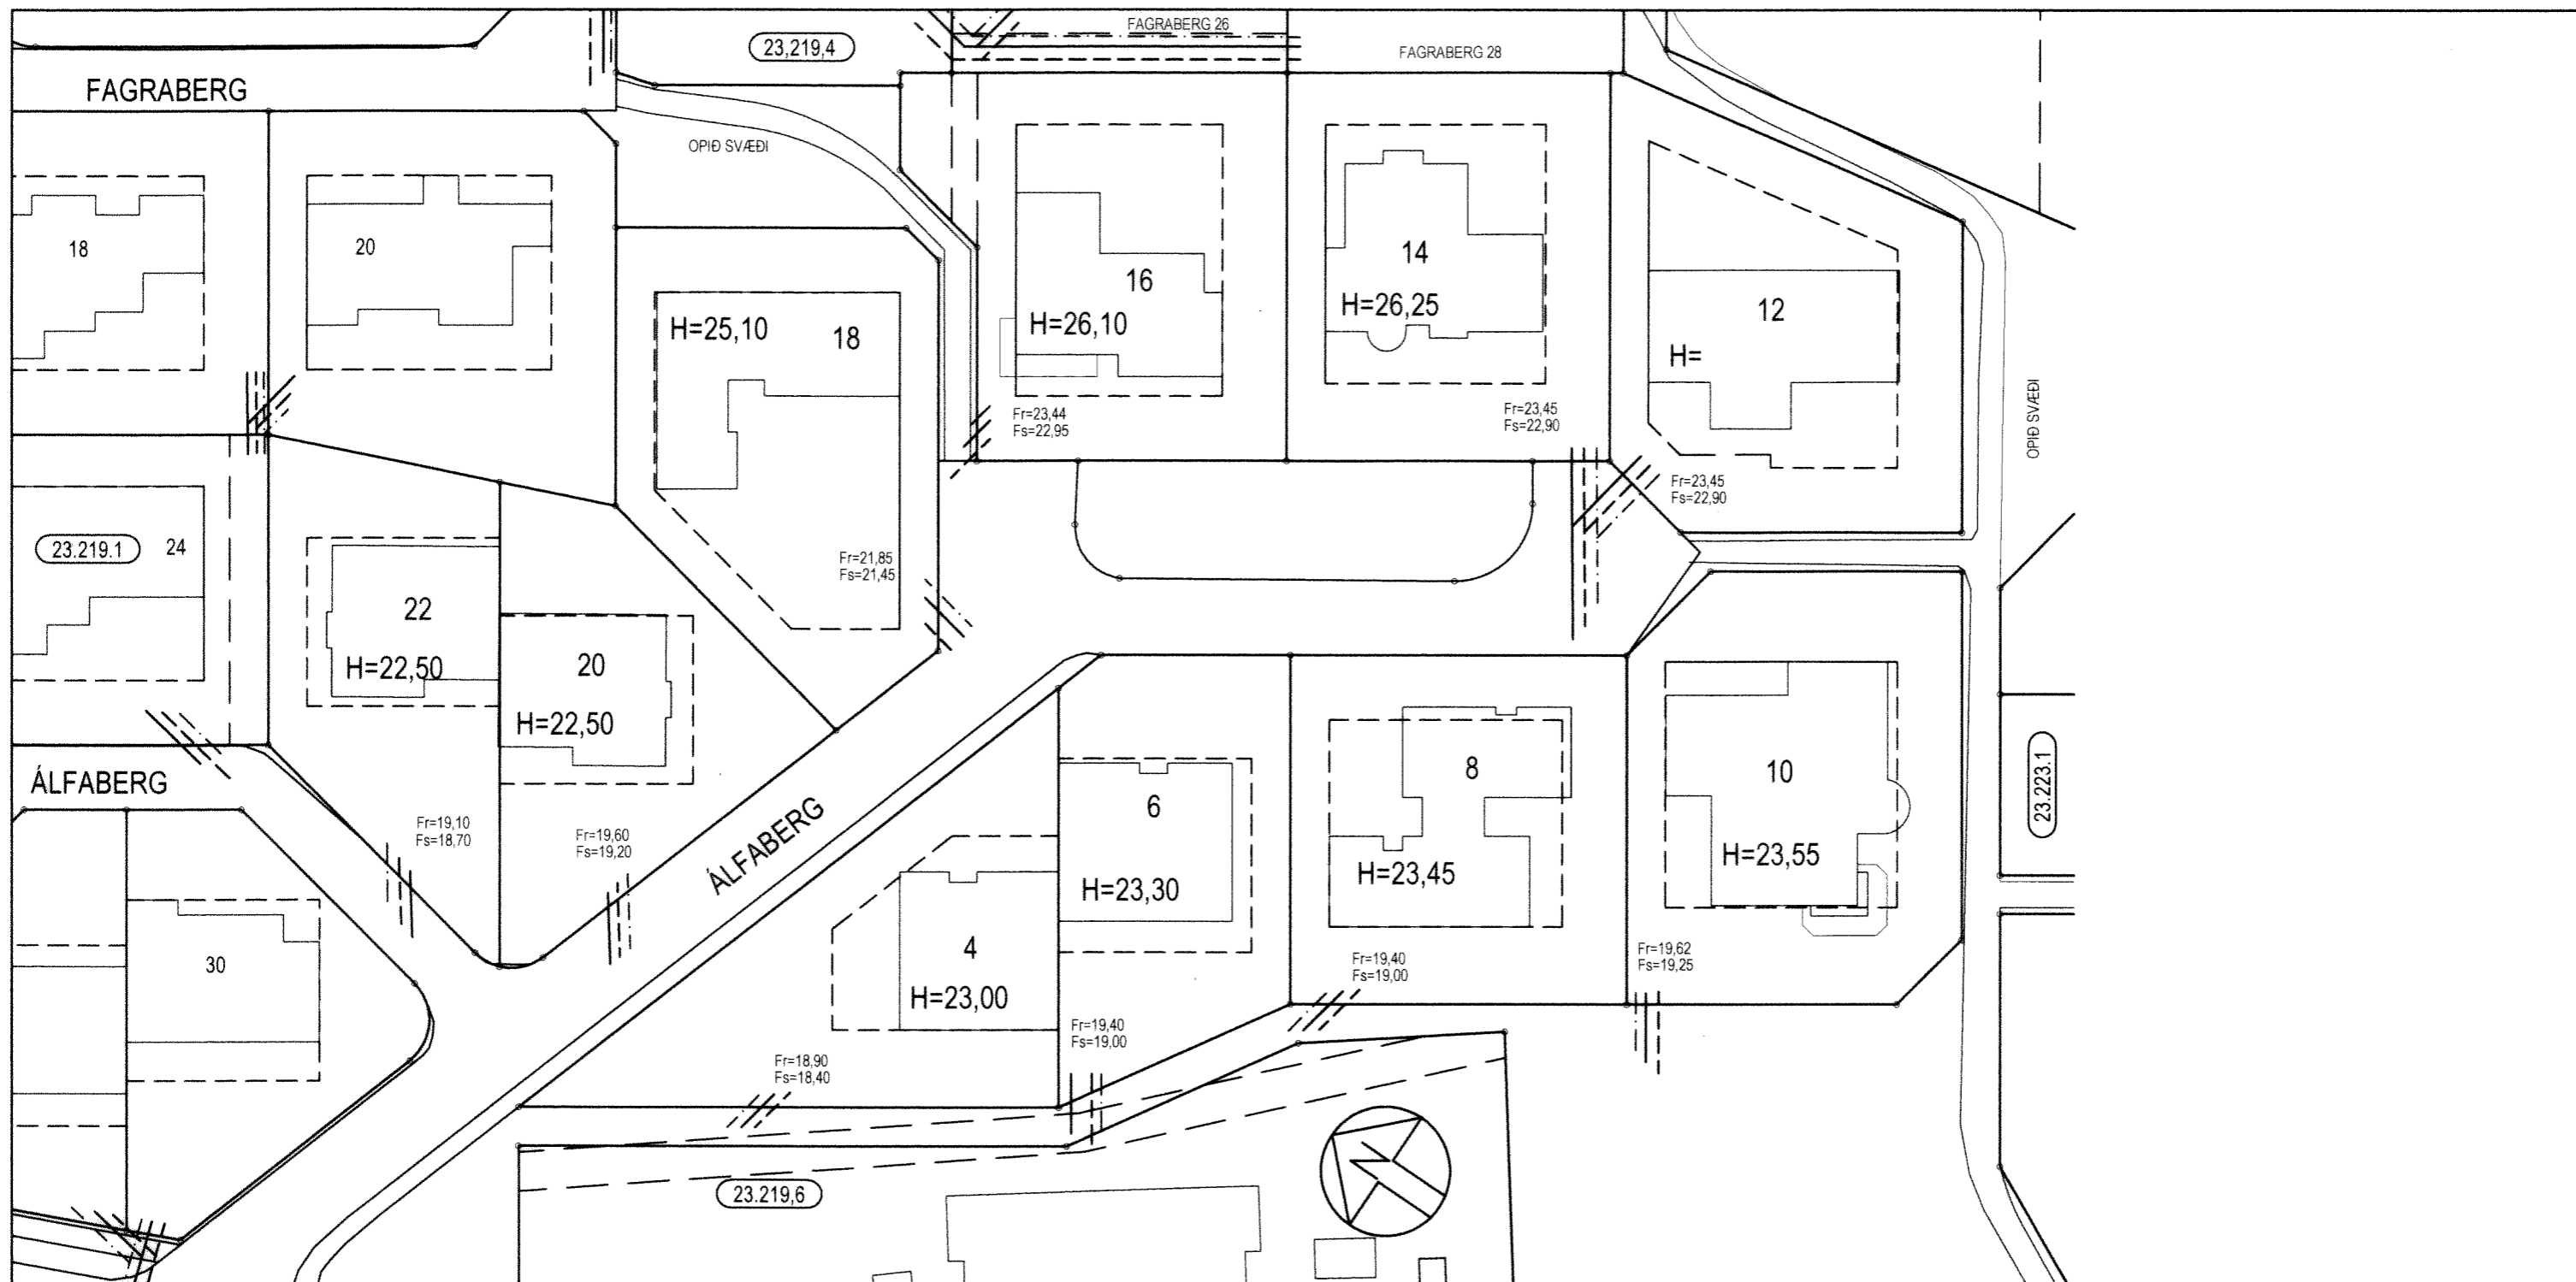 FAGRABERG 26
23,219,4
FAGRABERG 28
FAGRABERG
OPIÐ SVÆÐI
18
20
14
16
H=26,25
12
H=25,10
18
H=26,10
H=
OPIÐ SVÆÐI
Fr=23,44
Fs=22,95
Fr=23,45
Fs=22,90
Fr=23,45
Fs=22,90
23.219.1
24
Fr=21,85
Fs=21,45
22
H=22,50
20
H=22,50
ÁLFABERG
Fr=19,10
Fs=18,70
Fr=19,60
Fs=19,20
ÁLFABERG
6
H=23,30
8
H=23,45
10
H=23,55
23.223.1
30
4
H=23,00
Fr=19,40
Fs=19,00
Fr=19,62
Fs=19,25
Fr=19,40
Fs=19,00
Fr=18,90
Fs=18,40
23.219,6
N